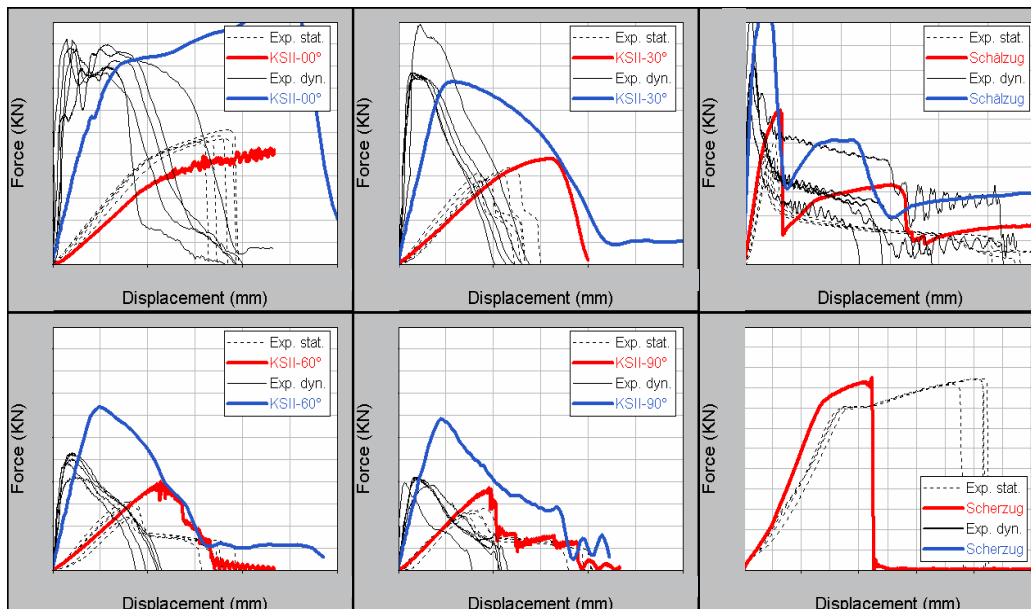 Force (KN)
Exp. stat.
KSII-00°
Exp. dyn.
KSII-00°
Displacement (mm)
Force (KN)
Exp. stat.
KSII-30°
Exp. dyn.
KSII-30°
Displacement (mm)
Force (KN)
Exp. stat.
Schälzug
Exp. dyn.
Schälzug
Displacement (mm)
Force (KN)
Exp. stat.
KSII-60°
Exp. dyn.
KSII-60°
Displacement (mm)
Force (KN)
Exp. stat.
KSII-90°
Exp. dyn.
KSII-90°
Displacement (mm)
Force (KN)
Exp. stat.
Scherzug
Exp. dyn.
Scherzug
Displacement (mm)